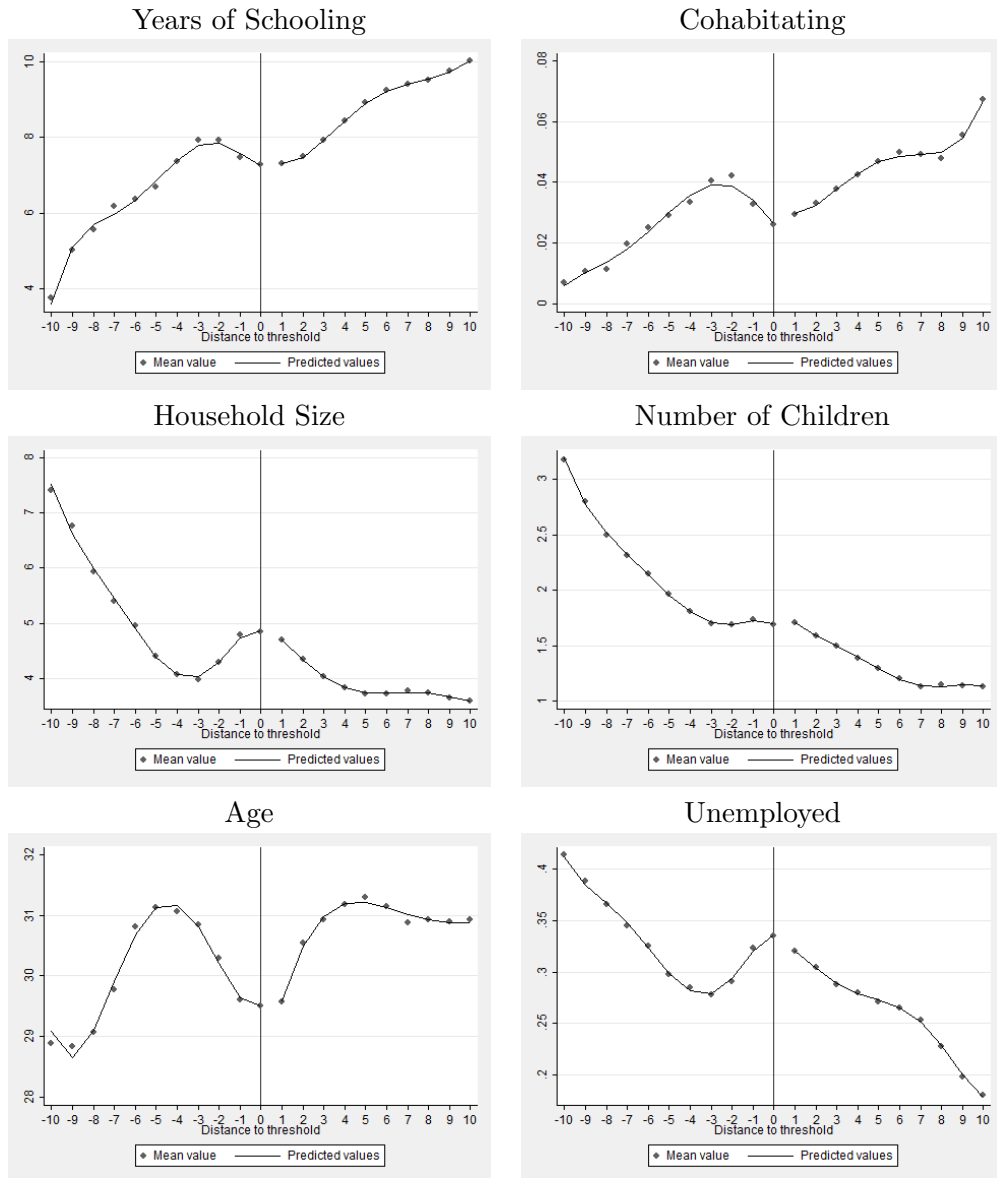 Years of Schooling
10
8
6
4
-10 -9 -8 -7 -6 -5 -4 -3 -2 -1 0 1 2 3 4 5 6 7 8 9 10
Distance to threshold
Mean value Predicted values
Cohabitating
.08
.06
.04
.02
0
-10 -9 -8 -7 -6 -5 -4 -3 -2 -1 0 1 2 3 4 5 6 7 8 9 10
Distance to threshold
Mean value Predicted values
Household Size
8
7
6
5
4
-10 -9 -8 -7 -6 -5 -4 -3 -2 -1 0 1 2 3 4 5 6 7 8 9 10
Distance to threshold
Mean value Predicted values
Number of Children
3
2.5
2
1.5
1
-10 -9 -8 -7 -6 -5 -4 -3 -2 -1 0 1 2 3 4 5 6 7 8 9 10
Distance to threshold
Mean value Predicted values
Age
32
31
30
29
28
-10 -9 -8 -7 -6 -5 -4 -3 -2 -1 0 1 2 3 4 5 6 7 8 9 10
Distance to threshold
Mean value Predicted values
Unemployed
.4
.35
.3
.25
.2
-10 -9 -8 -7 -6 -5 -4 -3 -2 -1 0 1 2 3 4 5 6 7 8 9 10
Distance to threshold
Mean value Predicted values